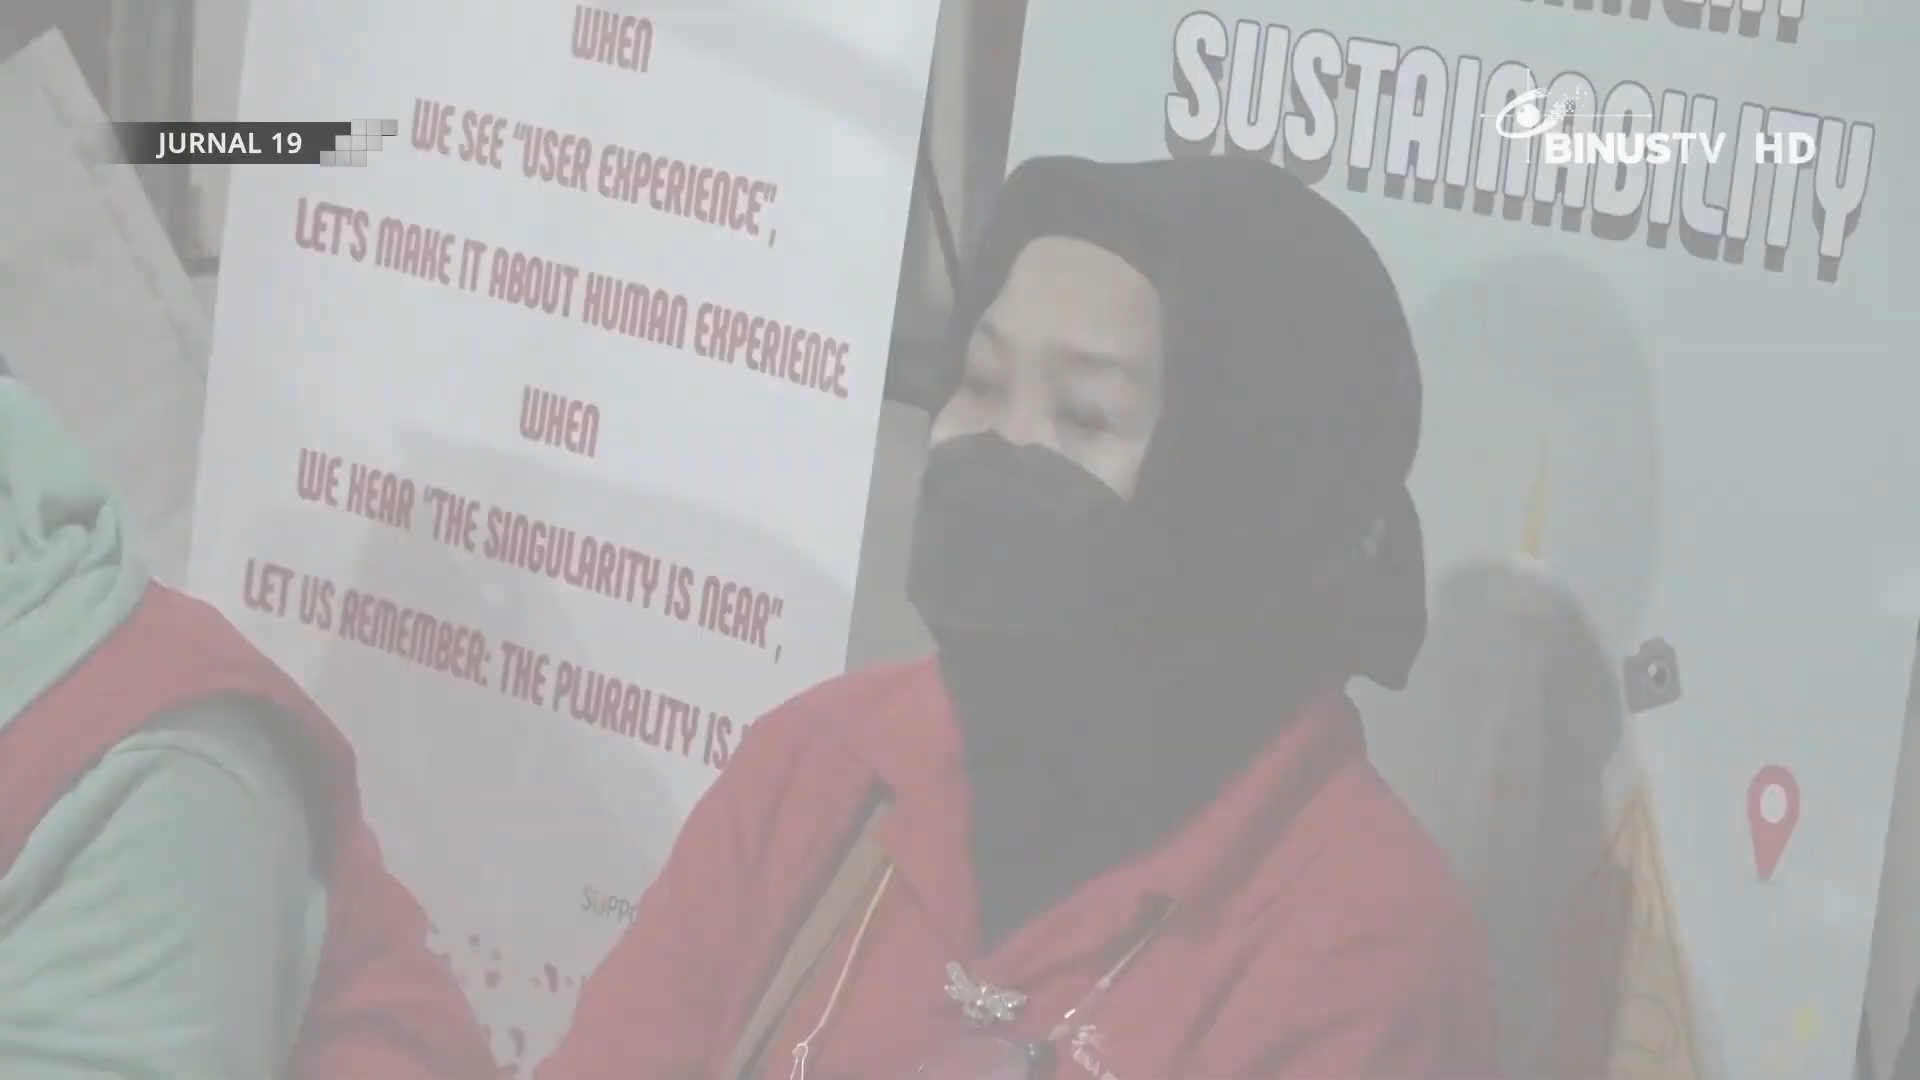 WHEN
WE SEE "USER EXPERIENCE",
LET'S MAKE IT ABOUT HUMAN EXPERIENCE
WHEN
WE HEAR "THE SINGULARITY IS NEAR",
LET US REMEMBER: THE PLURALITY IS
SUSTAINABILITY
JURNAL 19
BINUSTV HD